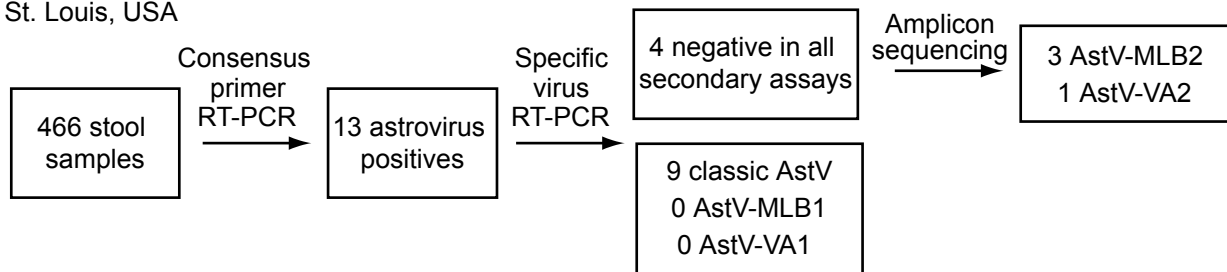 St. Louis, USA
466 stool
samples
Consensus
primer
RT-PCR
13 astrovirus
positives
Specific
virus
RT-PCR
4 negative in all
secondary assays
9 classic AstV
0 AstV-MLB1
0 AstV-VA1
Amplicon
sequencing
3 AstV-MLB2
1 AstV-VA2